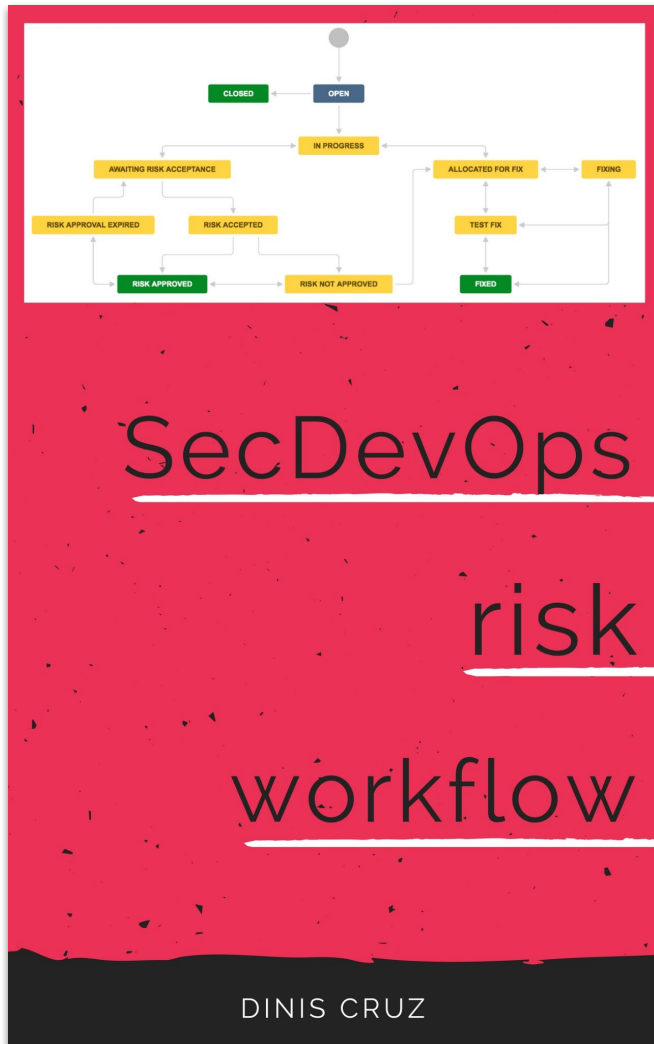 CLOSED
OPEN
IN PROGRESS
AWAITING RISK ACCEPTANCE
ALLOCATED FOR FIX
FIXING
RISK APPROVAL EXPIRED
RISK ACCEPTED
TEST FIX
RISK APPROVED
RISK NOT APPROVED
FIXED
SecDevOps
risk
workflow
DINIS CRUZ